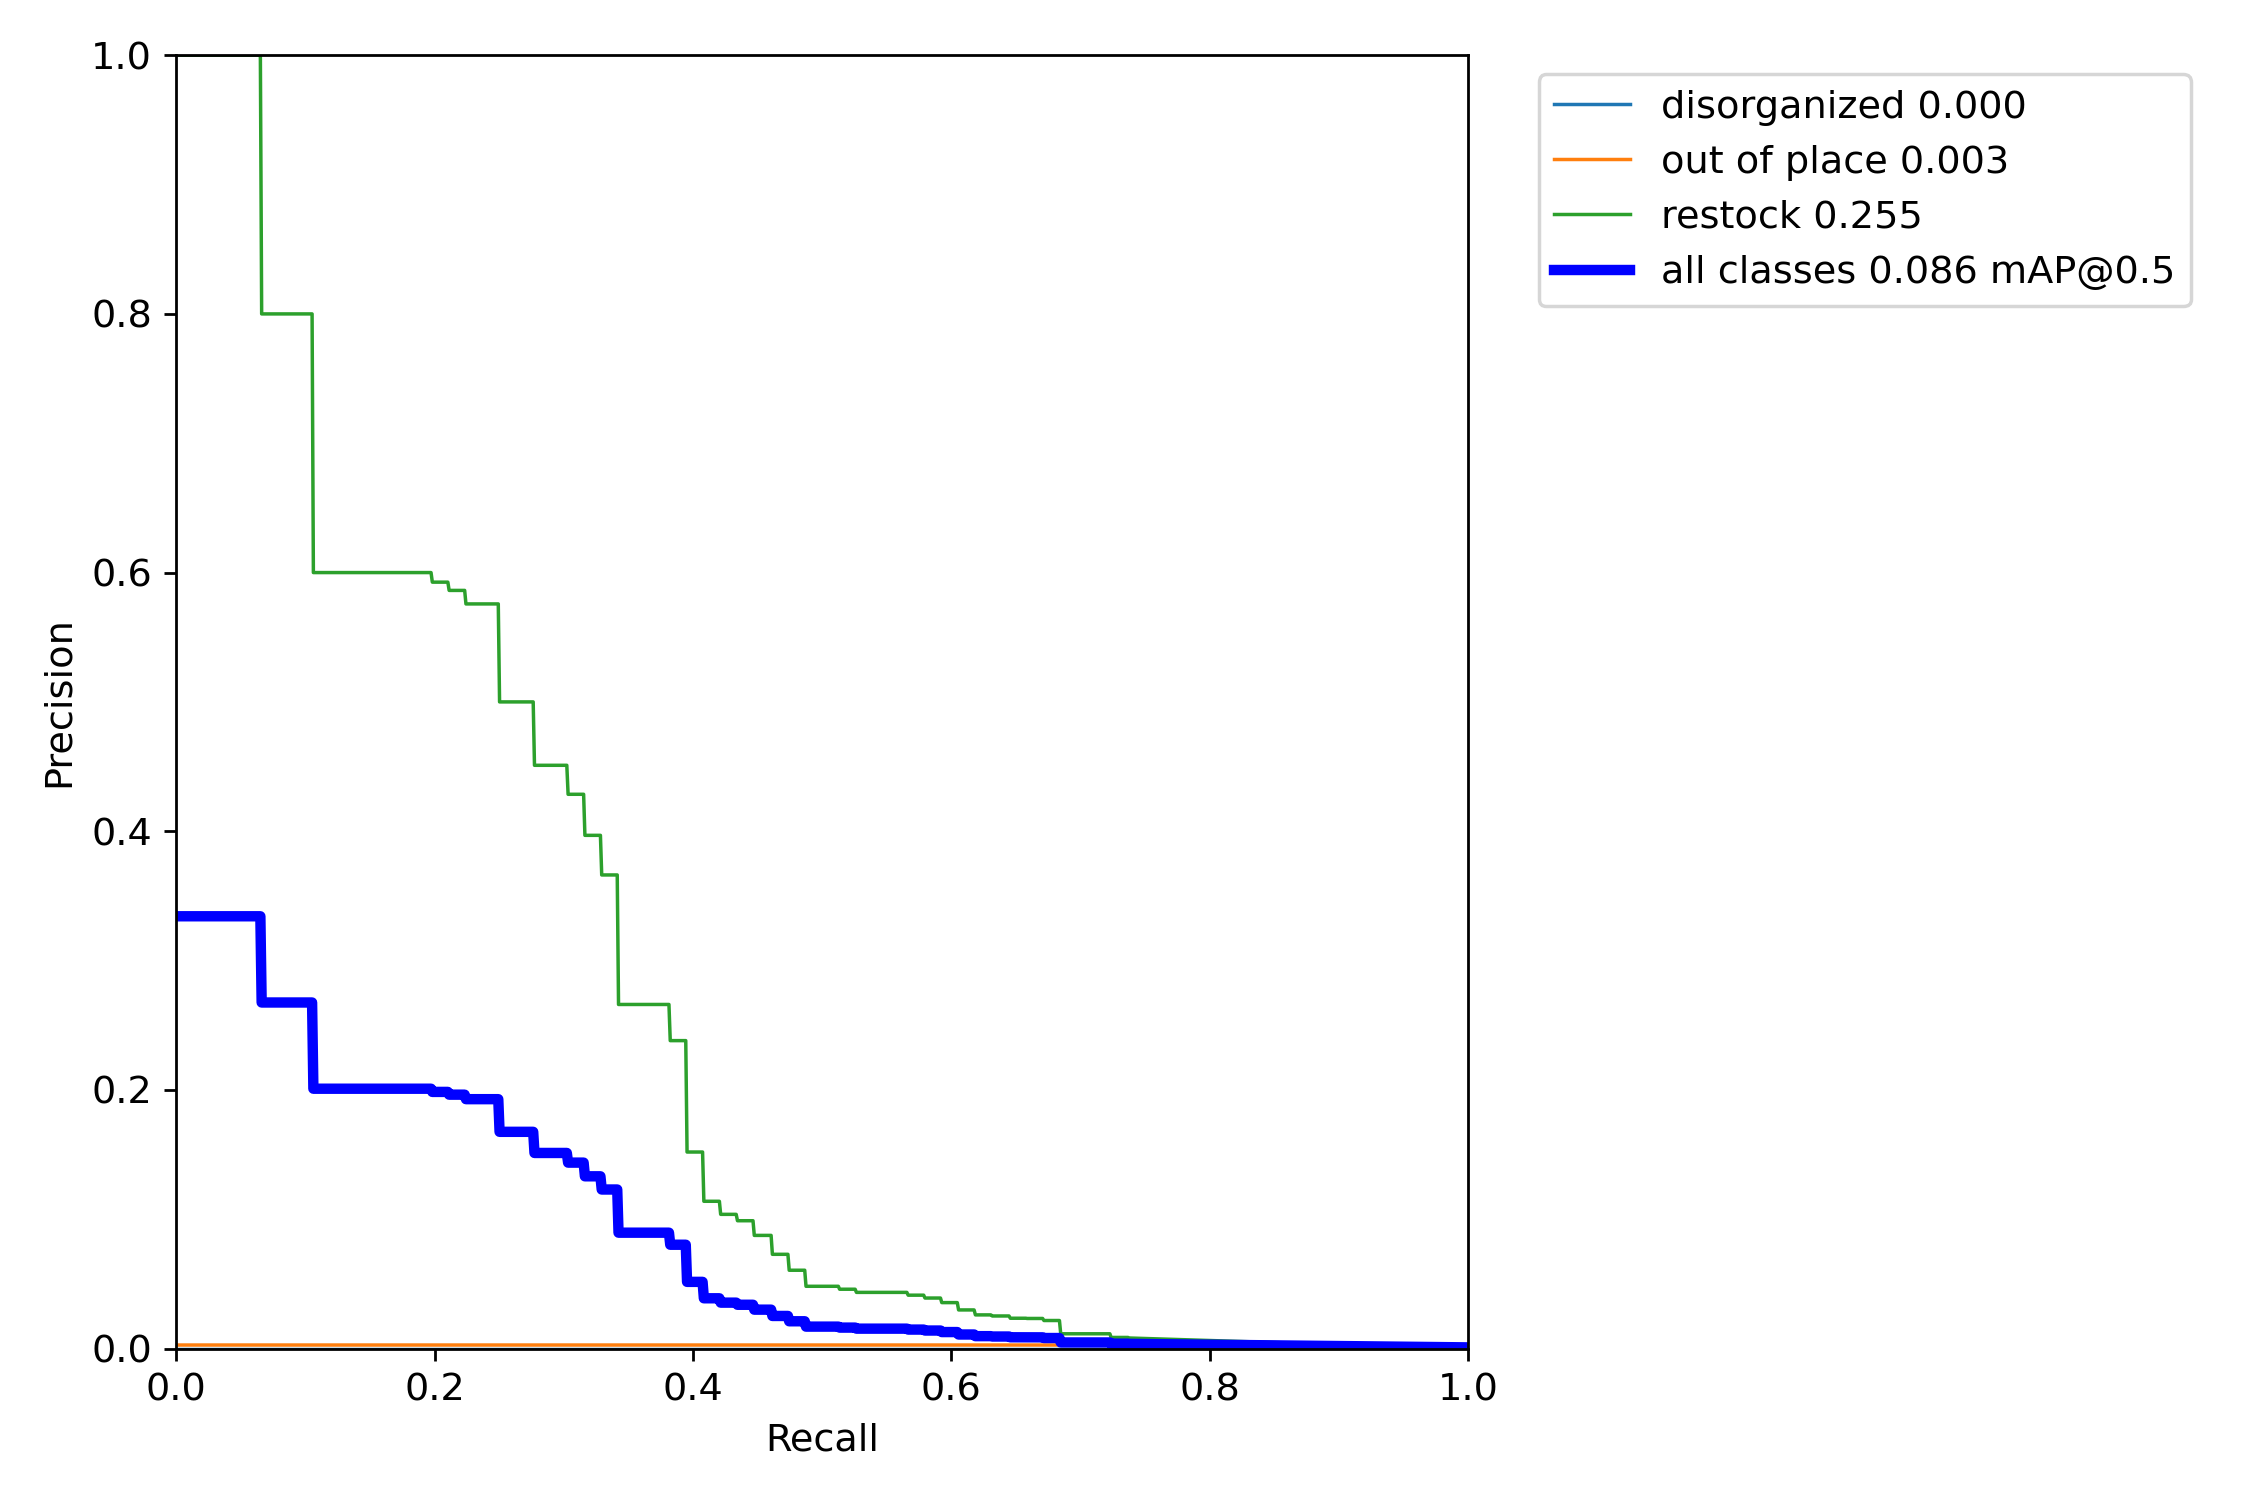 1.0
0.8
0.6
0.4
0.2
0.0
Precision
0.0 0.2 0.4 0.6 0.8 1.0
Recall
disorganized 0.000
out of place 0.003
restock 0.255
all classes 0.086 mAP@0.5